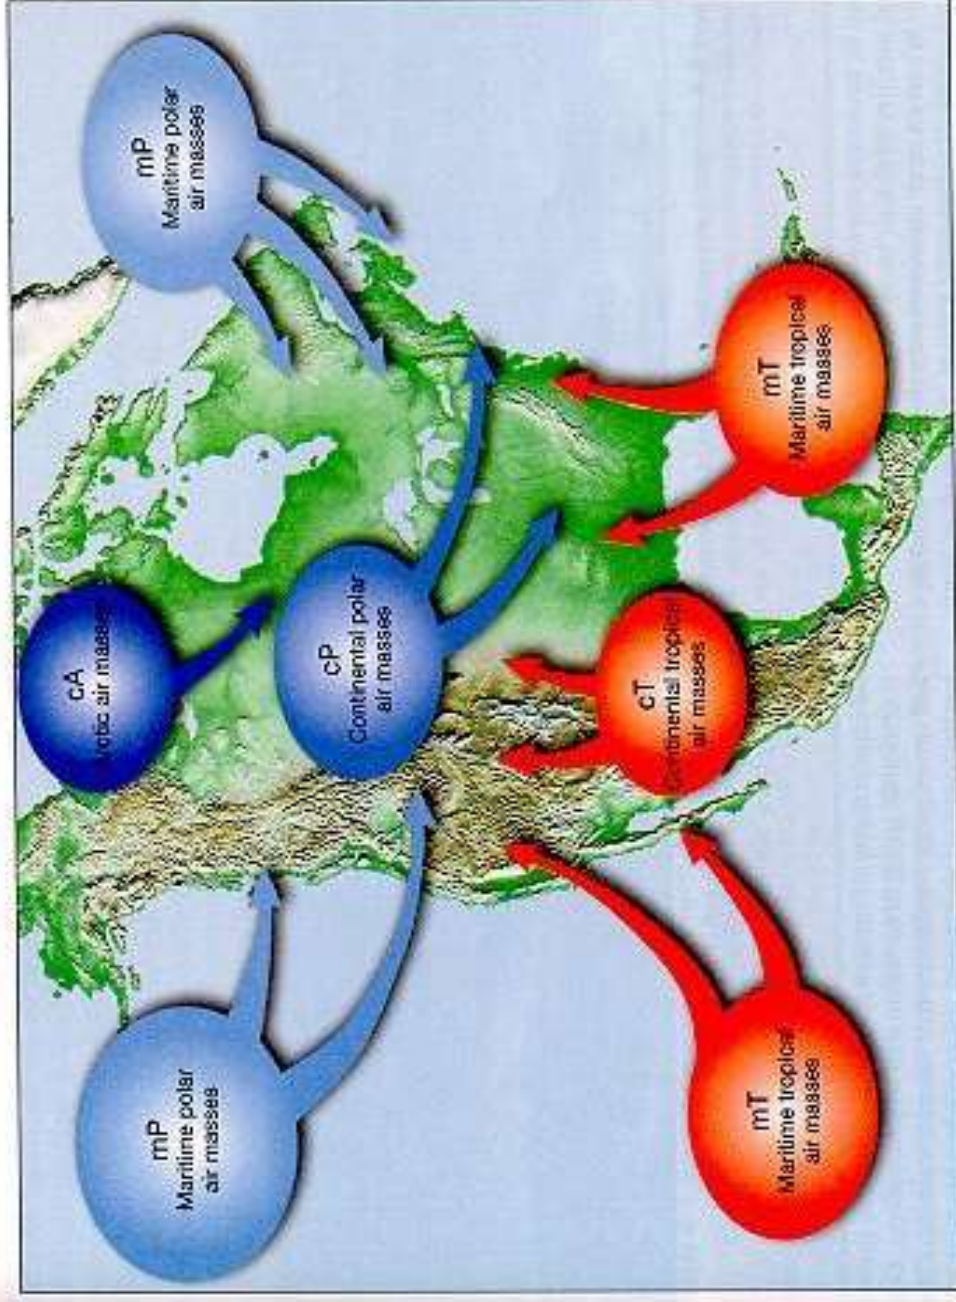 cA
Arctic air masses
mP
Maritime polar
air masses
mP
Maritime polar
air masses
cP
Continental polar
air masses
cT
Continental tropical
air masses
mT
Maritime tropical
air masses
mT
Maritime tropical
air masses